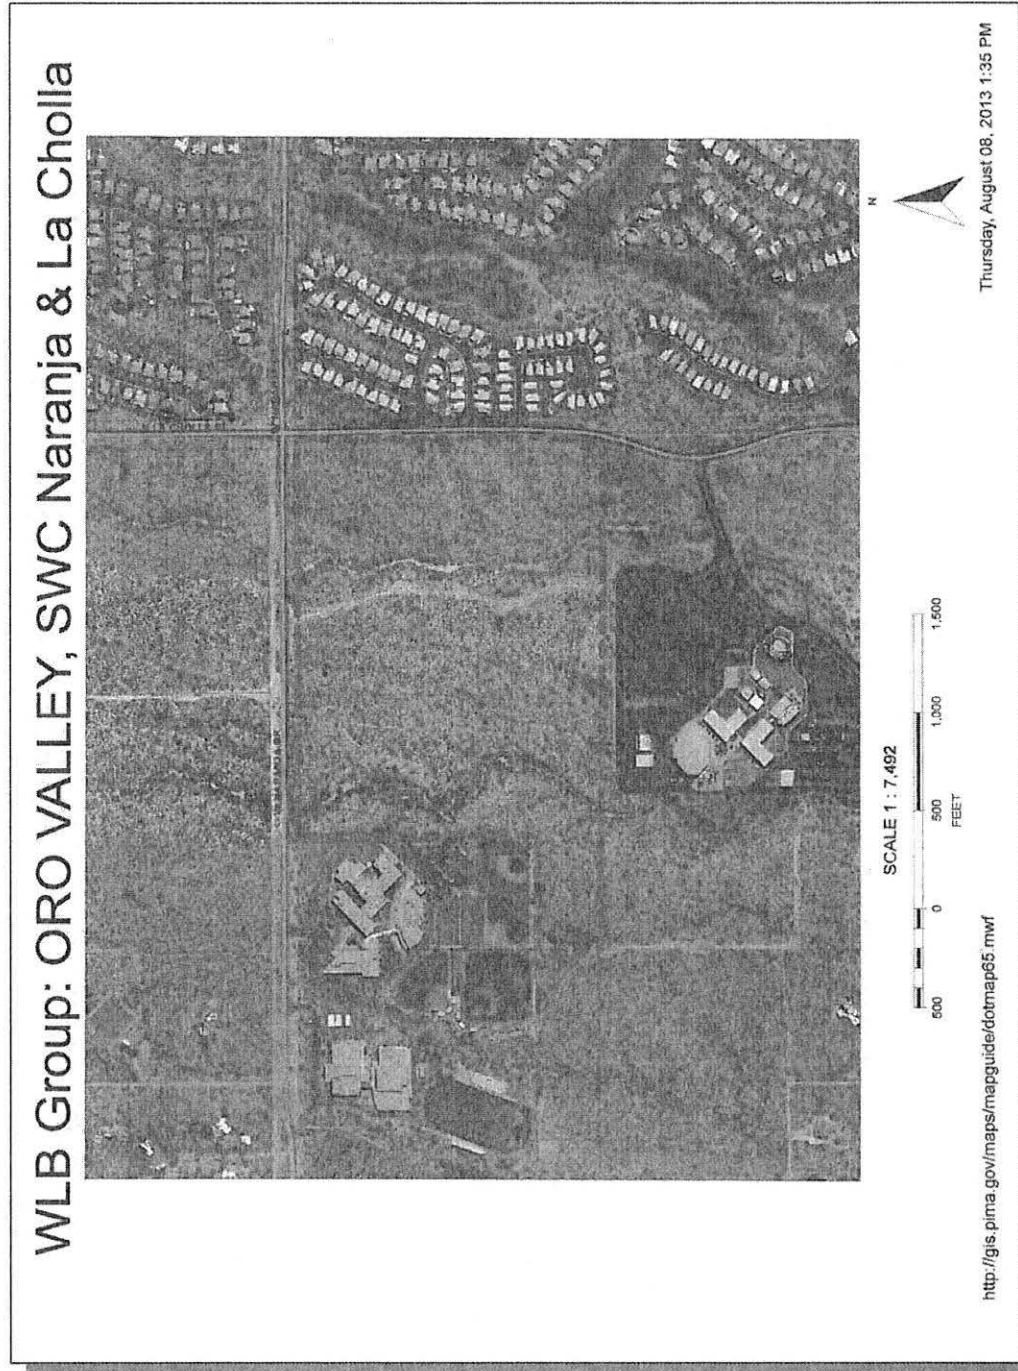 WLB Group: ORO VALLEY, SWC Naranja & La Cholla
N
SCALE 1 : 7,492
500 0 500 1,000 1,500
FEET
http://gis.pima.gov/maps/mapguide/dotmap65.mwf
Thursday, August 08, 2013 1:35 PM